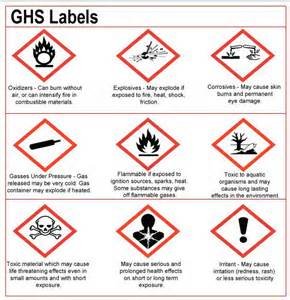 GHS Labels
Oxidizers - Can burn without
air, or can intensify fire in
combustible materials.
Explosives - May explode if
exposed to fire, heat, shock,
friction.
Corrosives - May cause skin
burns and permanent
eye damage.
Gasses Under Pressure - Gas
released may be very cold. Gas
container may explode if heated.
Flammable if exposed to
ignition sources, sparks, heat.
Some substances may give
off flammable gases.
Toxic to aquatic
organisms and may
cause long lasting
effects in the environment.
Toxic material which may cause
life threatening effects even in
small amounts and with short
exposure.
May cause serious and
prolonged health effects
on short or long term
exposure.
Irritant - May cause
irritation (redness, rash)
or less serious toxicity.